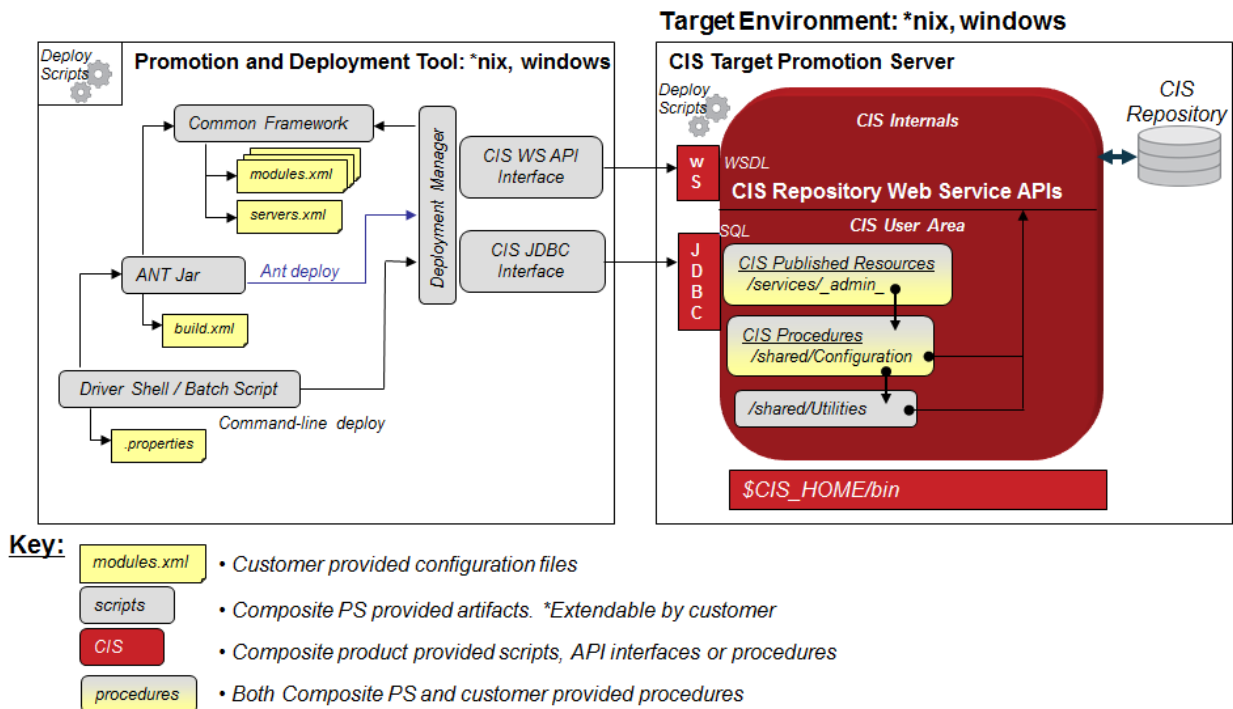 Target Environment: *nix, windows
Deploy
Scripts
Promotion and Deployment Tool: *nix, windows
Common Framework
modules.xml
servers.xml
ANT Jar
Ant deploy
build.xml
Driver Shell / Batch Script
Command-line deploy
.properties
Deployment Manager
CIS WS API
Interface
CIS JDBC
Interface
CIS Target Promotion Server
Deploy
Scripts
CIS Internals
CIS
Repository
W
S
WSDL
CIS Repository Web Service APIs
CIS User Area
SQL
J
D
B
C
CIS Published Resources
/services/_admin_
CIS Procedures
/shared/Configuration
/shared/Utilities
$CIS_HOME/bin
Key:
modules.xml
• Customer provided configuration files
scripts
• Composite PS provided artifacts. *Extendable by customer
CIS
• Composite product provided scripts, API interfaces or procedures
procedures
• Both Composite PS and customer provided procedures